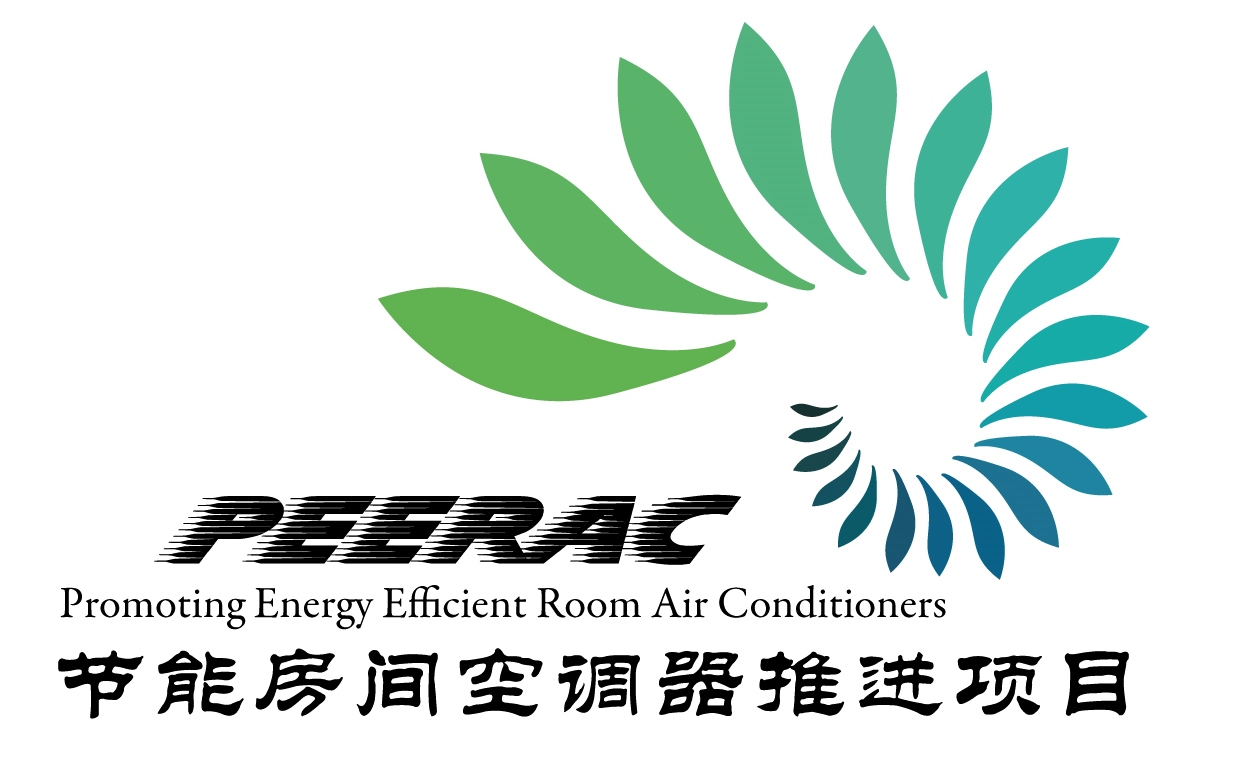 PEERAC
Promoting Energy Efficient Room Air Conditioners
节能房间空调器推进项目